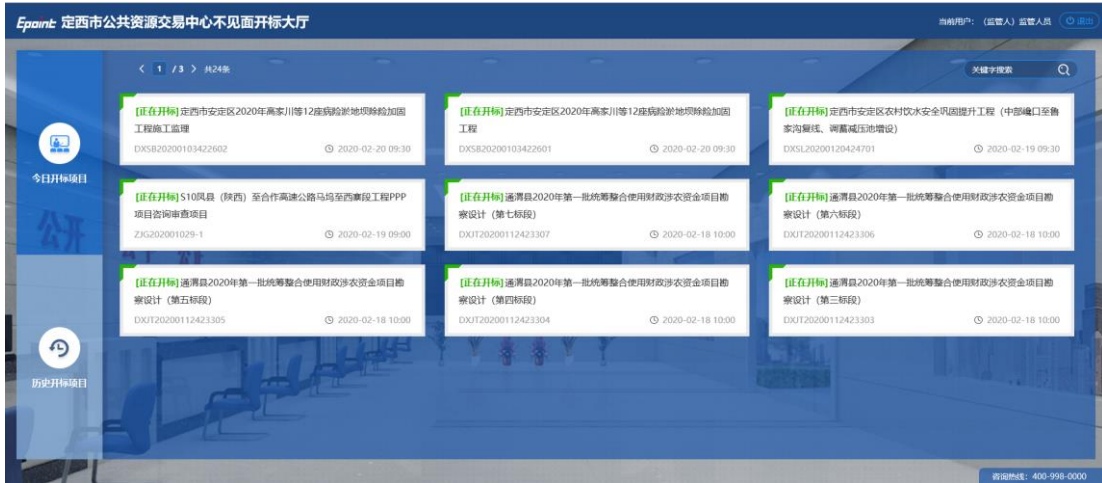 Epoint 定西市公共资源交易中心不见面开标大厅
当前用户: (监管人) 监管人员
退出
1 / 3 共24条
关键字搜索
今日开标项目
历史开标项目
[正在开标]定西市安定区2020年高家川等12座病险淤地坝除险加固
工程施工监理
DXSB20200103422602 2020-02-20 09:30
[正在开标]定西市安定区2020年高家川等12座病险淤地坝除险加固
工程
DXSB20200103422601 2020-02-20 09:30
[正在开标]定西市安定区农村饮水安全巩固提升工程(中部巉口至鲁
家沟复线、调蓄减压池增设)
DXSL20200120424701 2020-02-19 09:30
[正在开标]S10凤县(陕西)至合作高速公路马坞至西寨段工程PPP
项目咨询审查项目
ZJG202001029-1 2020-02-19 09:00
[正在开标]通渭县2020年第一批统筹整合使用财政涉农资金项目勘
察设计(第七标段)
DXJT20200112423307 2020-02-18 10:00
[正在开标]通渭县2020年第一批统筹整合使用财政涉农资金项目勘
察设计(第六标段)
DXJT20200112423306 2020-02-18 10:00
[正在开标]通渭县2020年第一批统筹整合使用财政涉农资金项目勘
察设计(第五标段)
DXJT20200112423305 2020-02-18 10:00
[正在开标]通渭县2020年第一批统筹整合使用财政涉农资金项目勘
察设计(第四标段)
DXJT20200112423304 2020-02-18 10:00
[正在开标]通渭县2020年第一批统筹整合使用财政涉农资金项目勘
察设计(第三标段)
DXJT20200112423303 2020-02-18 10:00
公开
咨询热线: 400-998-0000